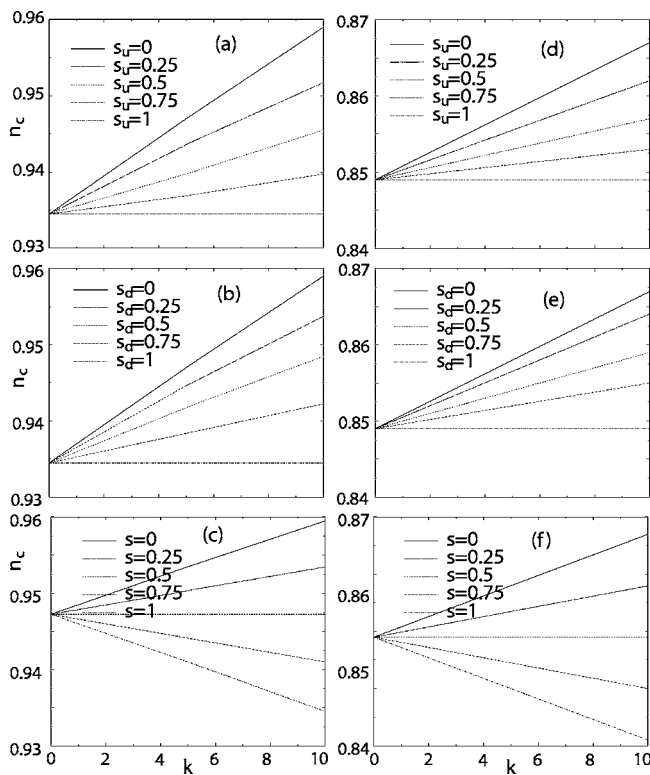 0.96
0.95
0.94
0.93
n_c
s_u=0
s_u=0.25
s_u=0.5
s_u=0.75
s_u=1
(a)
0.87
0.86
0.85
0.84
s_u=0
s_u=0.25
s_u=0.5
s_u=0.75
s_u=1
(d)
0.96
0.95
0.94
0.93
n_c
s_d=0
s_d=0.25
s_d=0.5
s_d=0.75
s_d=1
(b)
0.87
0.86
0.85
0.84
s_d=0
s_d=0.25
s_d=0.5
s_d=0.75
s_d=1
(e)
0.96
0.95
0.94
0.93
n_c
s=0
s=0.25
s=0.5
s=0.75
s=1
(c)
0 2 4 6 8 10
k
0.87
0.86
0.85
0.84
s=0
s=0.25
s=0.5
s=0.75
s=1
(f)
0 2 4 6 8 10
k